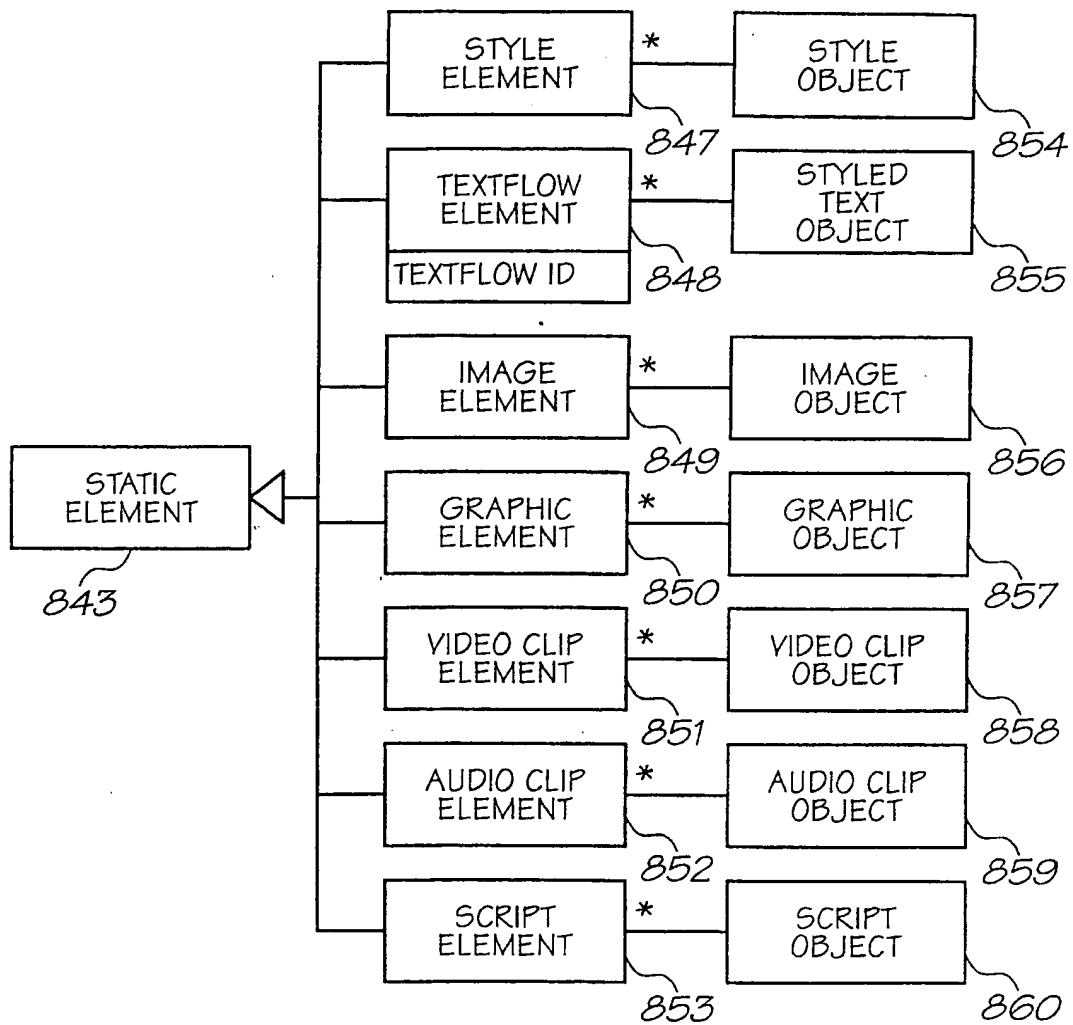 STYLE
ELEMENT
*
STYLE
OBJECT
847
854
TEXTFLOW
ELEMENT
TEXTFLOW ID
*
STYLED
TEXT
OBJECT
848
855
IMAGE
ELEMENT
*
IMAGE
OBJECT
849
856
STATIC
ELEMENT
843
GRAPHIC
ELEMENT
*
GRAPHIC
OBJECT
850
857
VIDEO CLIP
ELEMENT
*
VIDEO CLIP
OBJECT
851
858
AUDIO CLIP
ELEMENT
*
AUDIO CLIP
OBJECT
852
859
SCRIPT
ELEMENT
*
SCRIPT
OBJECT
853
860